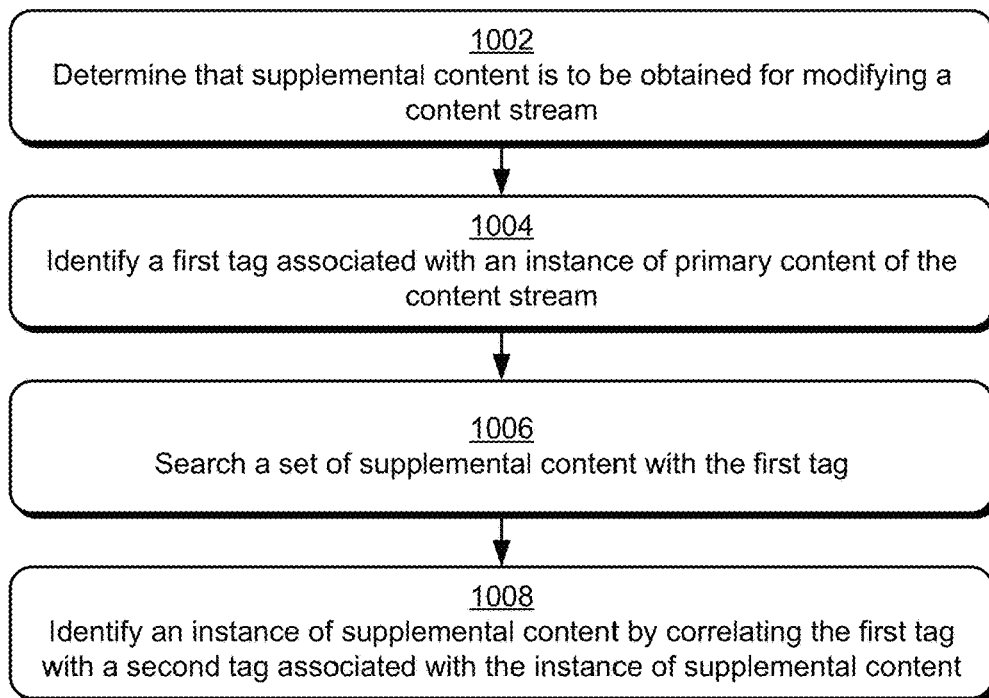 1002
Determine that supplemental content is to be obtained for modifying a
content stream
1004
Identify a first tag associated with an instance of primary content of the
content stream
1006
Search a set of supplemental content with the first tag
1008
Identify an instance of supplemental content by correlating the first tag
with a second tag associated with the instance of supplemental content